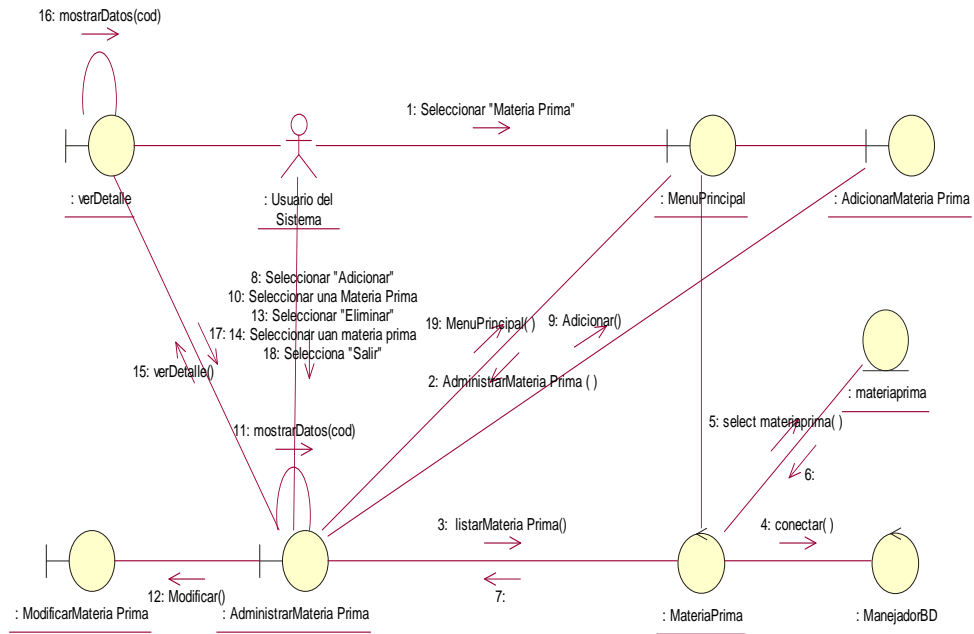 16: mostrarDatos(cod)
1: Seleccionar "Materia Prima"
: verDetalle
: Usuario del
Sistema
: MenuPrincipal
: AdicionarMateria Prima
8: Seleccionar "Adicionar"
10: Seleccionar una Materia Prima
13: Seleccionar "Eliminar"
17:
14: Seleccionar uan materia prima
18: Selecciona "Salir"
19: MenuPrincipal( )
9: Adicionar()
15: verDetalle()
2: AdministrarMateria Prima ( )
: materiaprima
5: select materiaprima( )
11: mostrarDatos(cod)
6:
3: listarMateria Prima()
4: conectar( )
12: Modificar()
7:
: ModificarMateria Prima
: AdministrarMateria Prima
: MateriaPrima
: ManejadorBD